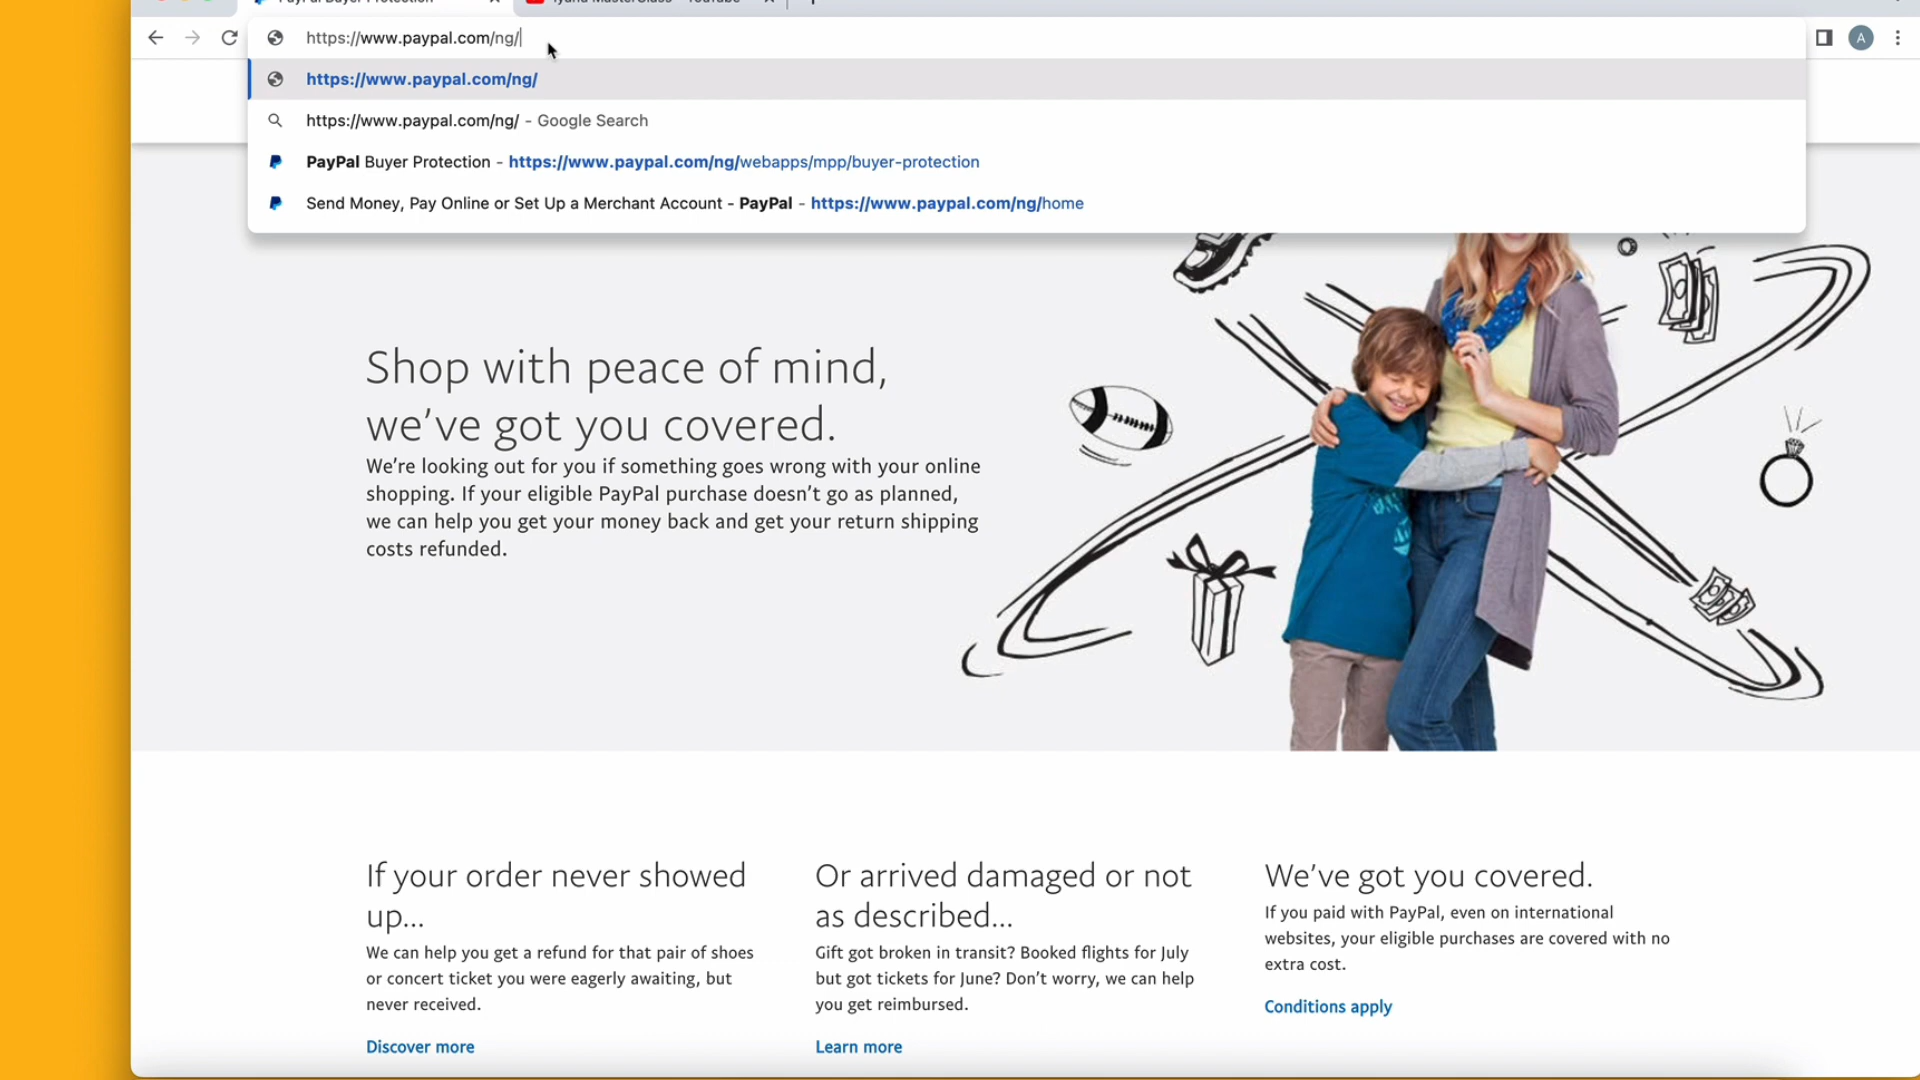 PayPal Buyer Protection
Iyana MasterClass - YouTube
https://www.paypal.com/ng/
A
https://www.paypal.com/ng/
https://www.paypal.com/ng/ - Google Search
PayPal Buyer Protection - https://www.paypal.com/ng/webapps/mpp/buyer-protection
Send Money, Pay Online or Set Up a Merchant Account - PayPal - https://www.paypal.com/ng/home
Shop with peace of mind,
we’ve got you covered.
We’re looking out for you if something goes wrong with your online
shopping. If your eligible PayPal purchase doesn’t go as planned,
we can help you get your money back and get your return shipping
costs refunded.
If your order never showed
up...
We can help you get a refund for that pair of shoes
or concert ticket you were eagerly awaiting, but
never received.
Discover more
Or arrived damaged or not
as described...
Gift got broken in transit? Booked flights for July
but got tickets for June? Don’t worry, we can help
you get reimbursed.
Learn more
We’ve got you covered.
If you paid with PayPal, even on international
websites, your eligible purchases are covered with no
extra cost.
Conditions apply